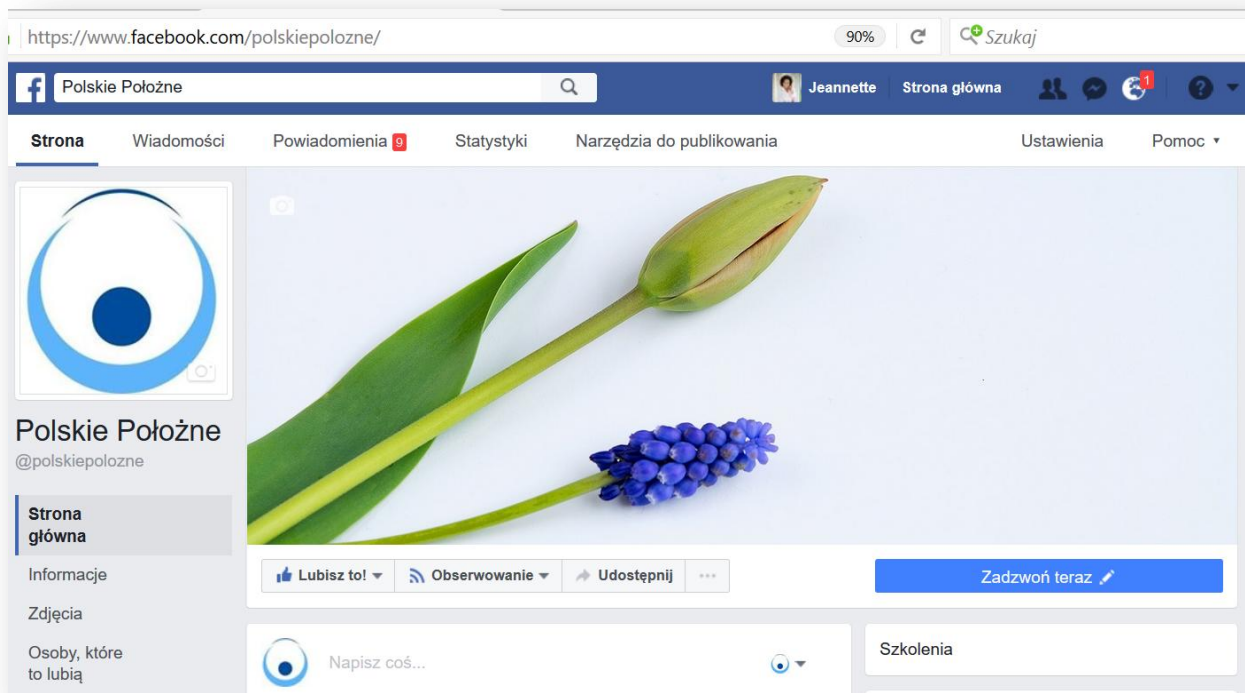 https://www.facebook.com/polskiepolozne/ 90% Szukaj
f Polskie Położne Jeannette Strona główna 1 ?
Strona Wiadomości Powiadomienia 9 Statystyki Narzędzia do publikowania Ustawienia Pomoc
Polskie Położne
@polskiepolozne
Strona
główna
Informacje
Zdjęcia
Osoby, które
to lubią
Lubisz to! Obserwowanie Udostępnij ... Zadzwoń teraz
Napisz coś...
Szkolenia